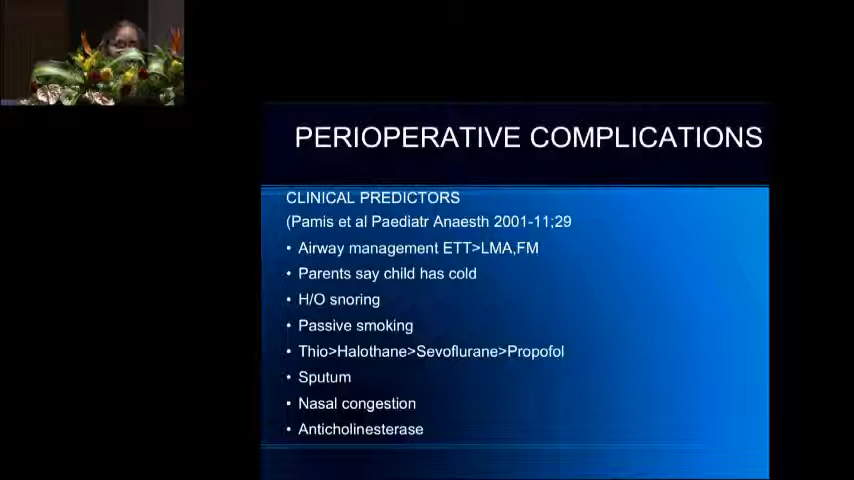 PERIOPERATIVE COMPLICATIONS
CLINICAL PREDICTORS
(Pamis et al Paediatr Anaesth 2001-11;29
• Airway management ETT>LMA,FM
• Parents say child has cold
• H/O snoring
• Passive smoking
• Thio>Halothane>Sevoflurane>Propofol
• Sputum
• Nasal congestion
• Anticholinesterase